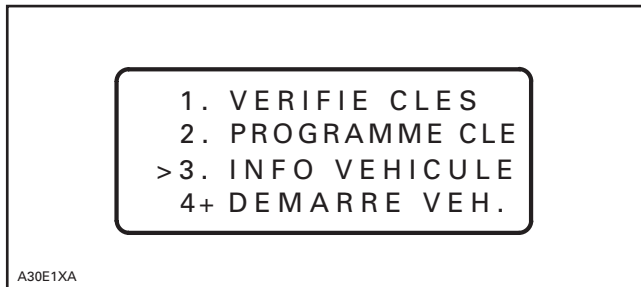 1. VERIFIE CLES
2. PROGRAMME CLE
>3. INFO VEHICULE
4+ DEMARRE VEH.
A30E1XA